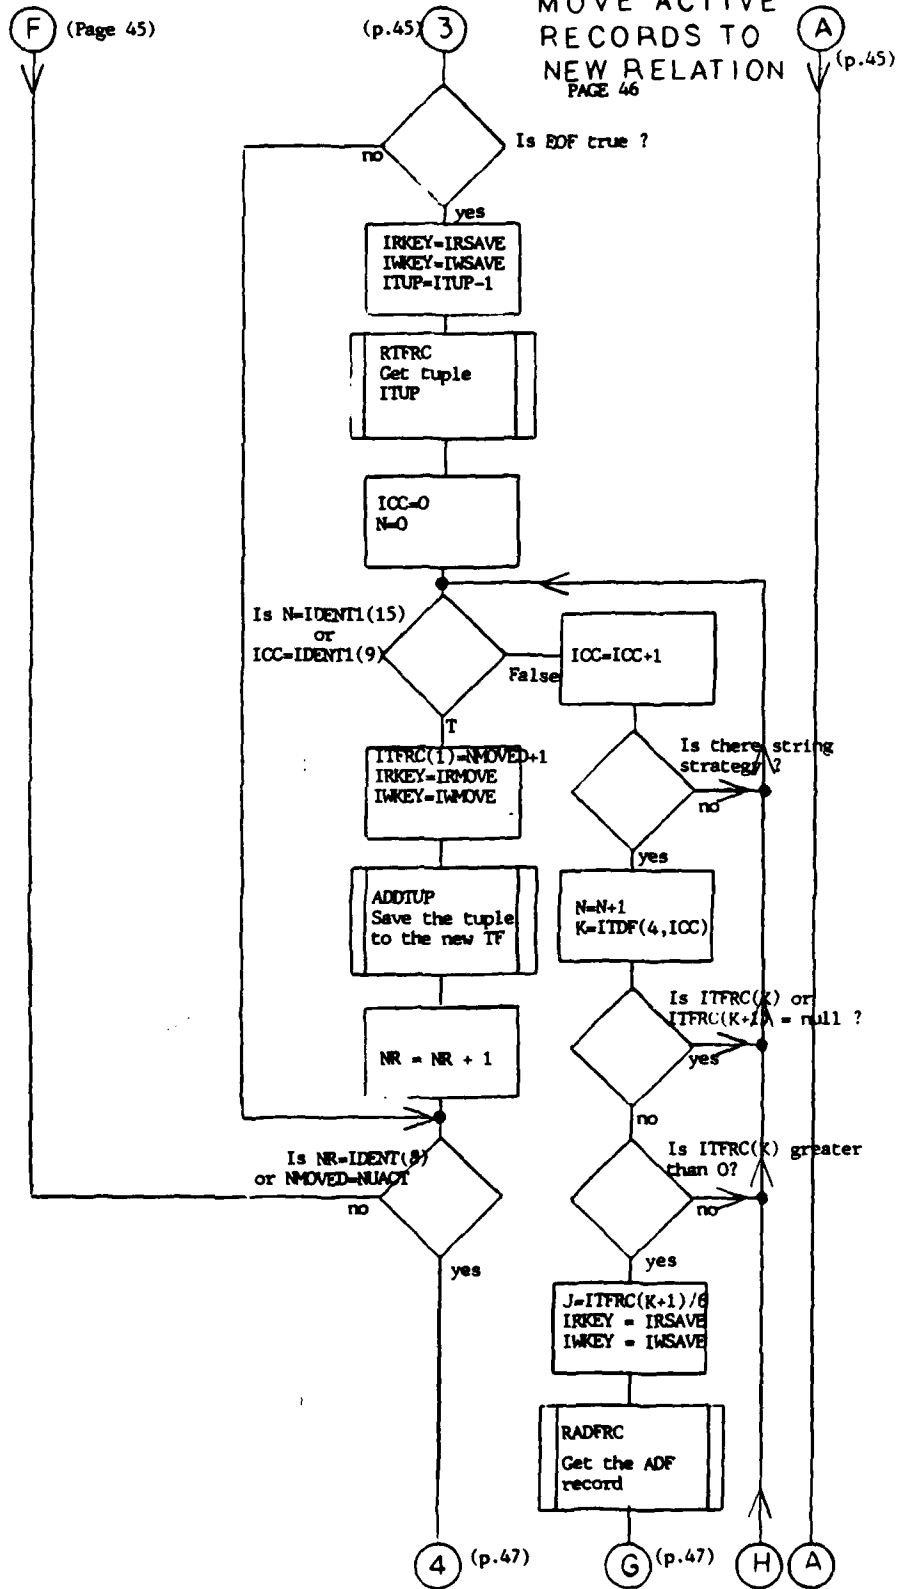 F (Page 45)
(p.45) 3
MOVE ACTIVE
RECORDS TO
NEW RELATION
PAGE 46
A
(p.45)
Is EOF true ?
no
yes
IRKEY=IRSAVE
IWKEY=IWSAVE
ITUP=ITUP-1
RTFRC
Get tuple
ITUP
ICC=0
N=0
Is N=IDENT1(15)
or
ICC=IDENT1(9)
False
T
ICC=ICC+1
ITFRC(1)=NMOVED+1
IRKEY=IRMOVE
IWKEY=IWMOVE
Is there string
strategy ?
no
yes
ADDTUP
Save the tuple
to the new TF
N=N+1
K=ITDF(4,ICC)
NR = NR + 1
Is ITFRC(K) or
ITFRC(K+1) = null ?
yes
no
Is NR=IDENT(8)
or NMOVED=NUACT
no
yes
Is ITFRC(K) greater
than 0?
no
yes
J=ITFRC(K+1)/6
IRKEY = IRSAVE
IWKEY = IWSAVE
RADFRC
Get the ADF
record
4 (p.47)
G (p.47)
H
A